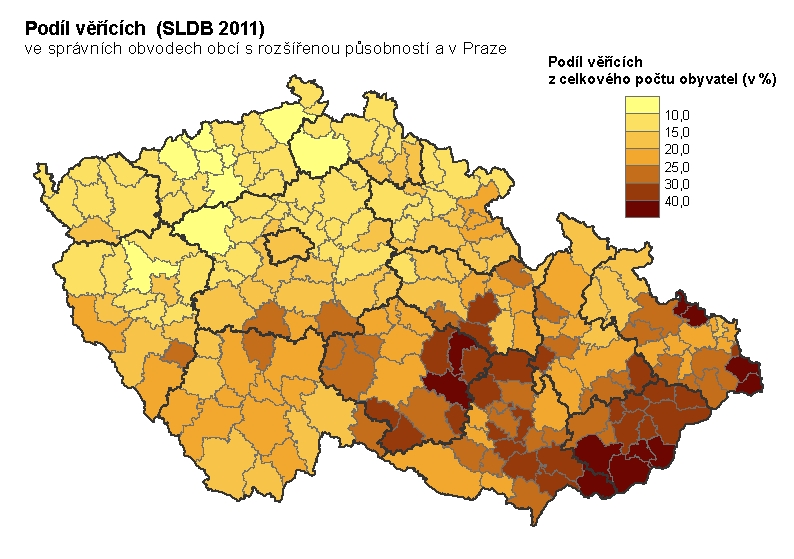 Podíl věřících (SLDB 2011)
ve správních obvodech obcí s rozšířenou působností a v Praze
Podíl věřících
z celkového počtu obyvatel (v %)
10,0
15,0
20,0
25,0
30,0
40,0